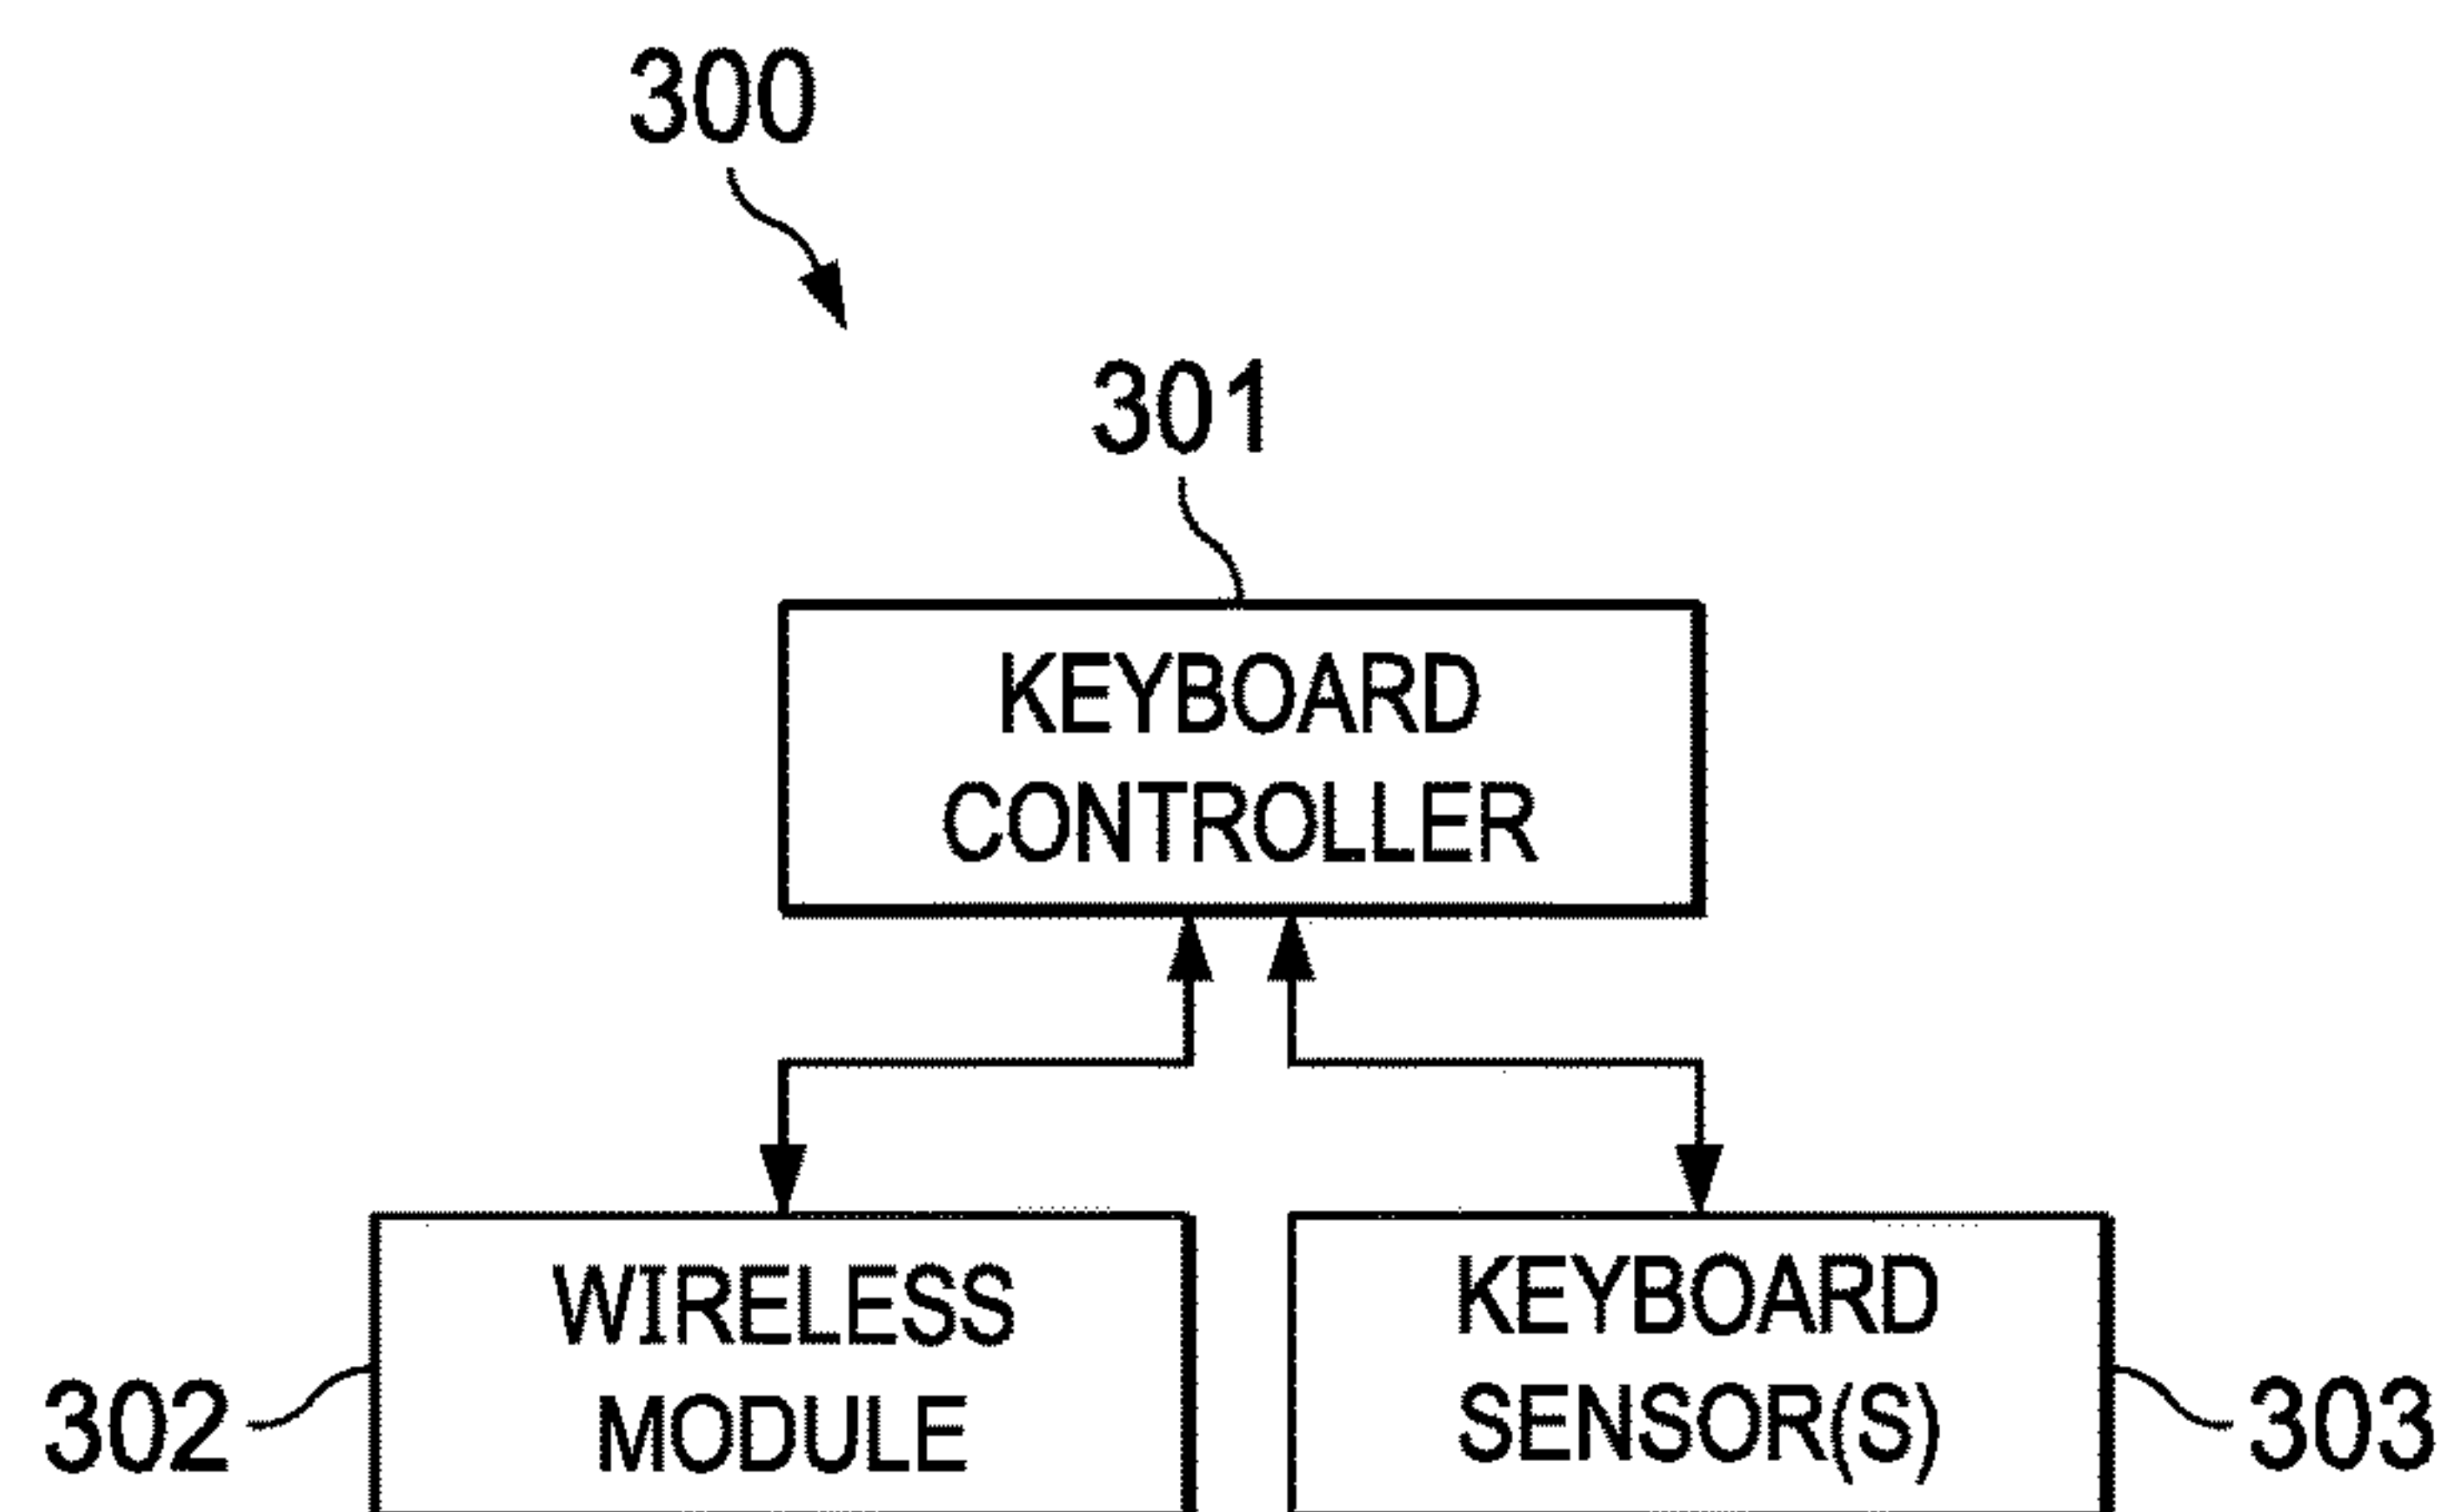 300
301
KEYBOARD
CONTROLLER
WIRELESS
MODULE
302
KEYBOARD
SENSOR(S)
303